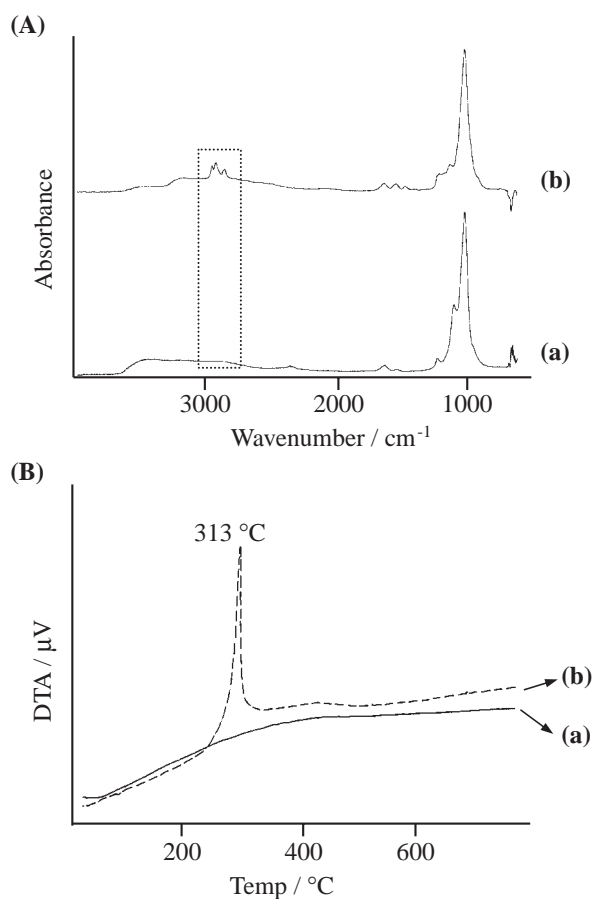 (A)
Absorbance
(b)
(a)
3000 2000 1000
Wavenumber / cm⁻¹
(B)
313 °C
DTA / μV
(b)
(a)
200 400 600
Temp / °C